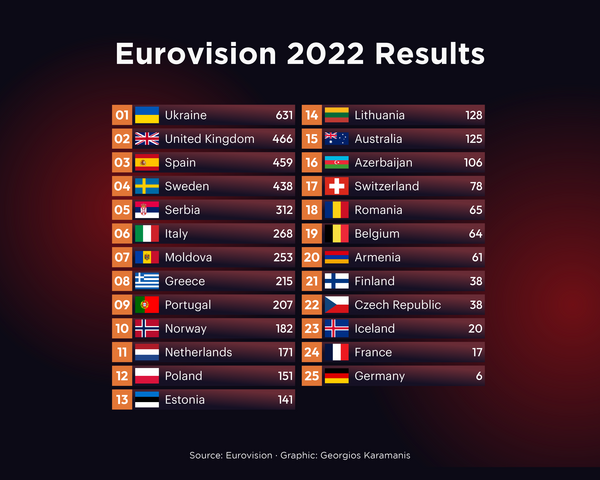 Eurovision 2022 Results
01 Ukraine 631
02 United Kingdom 466
03 Spain 459
04 Sweden 438
05 Serbia 312
06 Italy 268
07 Moldova 253
08 Greece 215
09 Portugal 207
10 Norway 182
11 Netherlands 171
12 Poland 151
13 Estonia 141
14 Lithuania 128
15 Australia 125
16 Azerbaijan 106
17 Switzerland 78
18 Romania 65
19 Belgium 64
20 Armenia 61
21 Finland 38
22 Czech Republic 38
23 Iceland 20
24 France 17
25 Germany 6
Source: Eurovision · Graphic: Georgios Karamanis